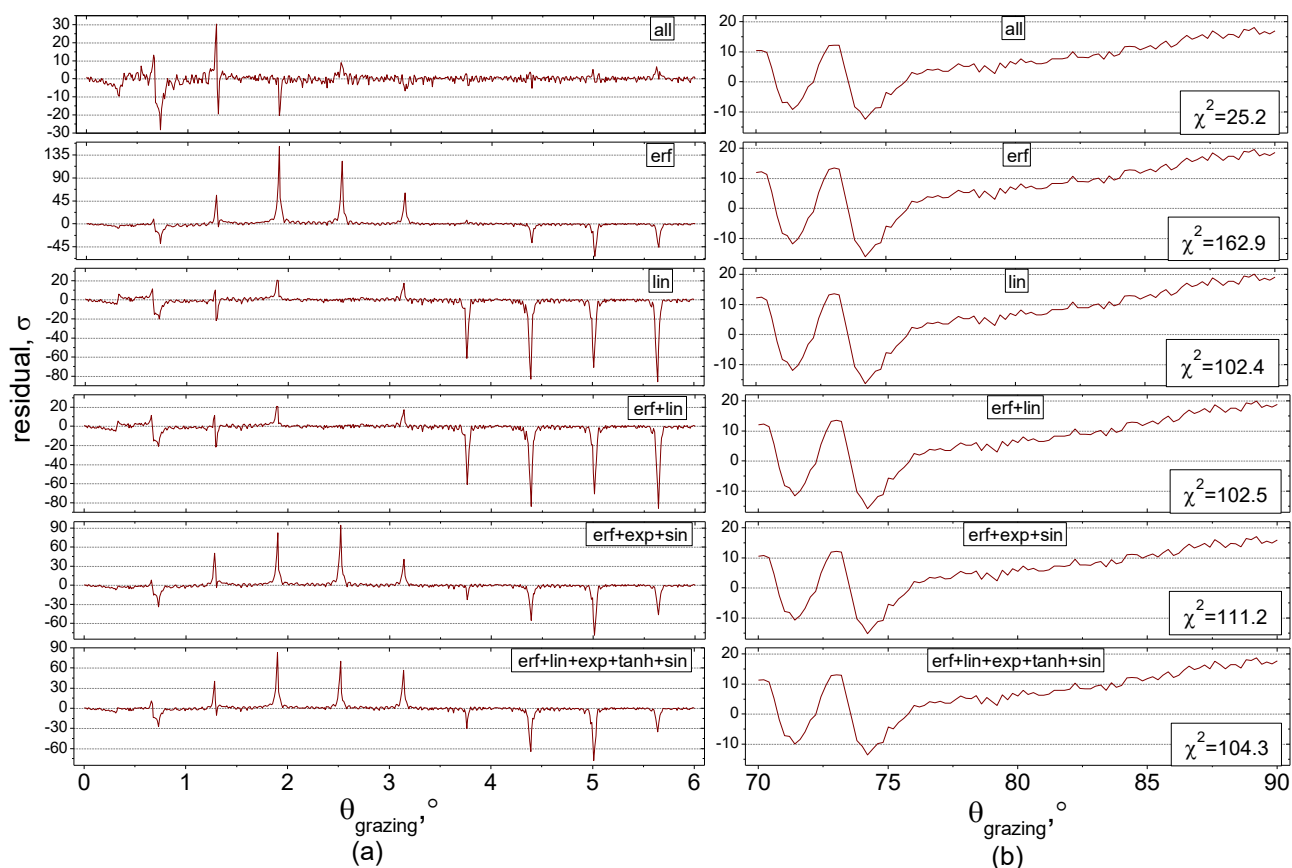 residual, σ
30
20
10
0
-10
-20
-30
all
135
90
45
0
-45
erf
20
0
-20
-40
-60
-80
lin
20
0
-20
-40
-60
-80
erf+lin
90
60
30
0
-30
-60
erf+exp+sin
90
60
30
0
-30
-60
erf+lin+exp+tanh+sin
0 1 2 3 4 5 6
θgrazing,°
(a)
20
10
0
-10
all
χ²=25.2
20
10
0
-10
erf
χ²=162.9
20
10
0
-10
lin
χ²=102.4
20
10
0
-10
erf+lin
χ²=102.5
20
10
0
-10
erf+exp+sin
χ²=111.2
20
10
0
-10
erf+lin+exp+tanh+sin
χ²=104.3
70 75 80 85 90
θgrazing,°
(b)